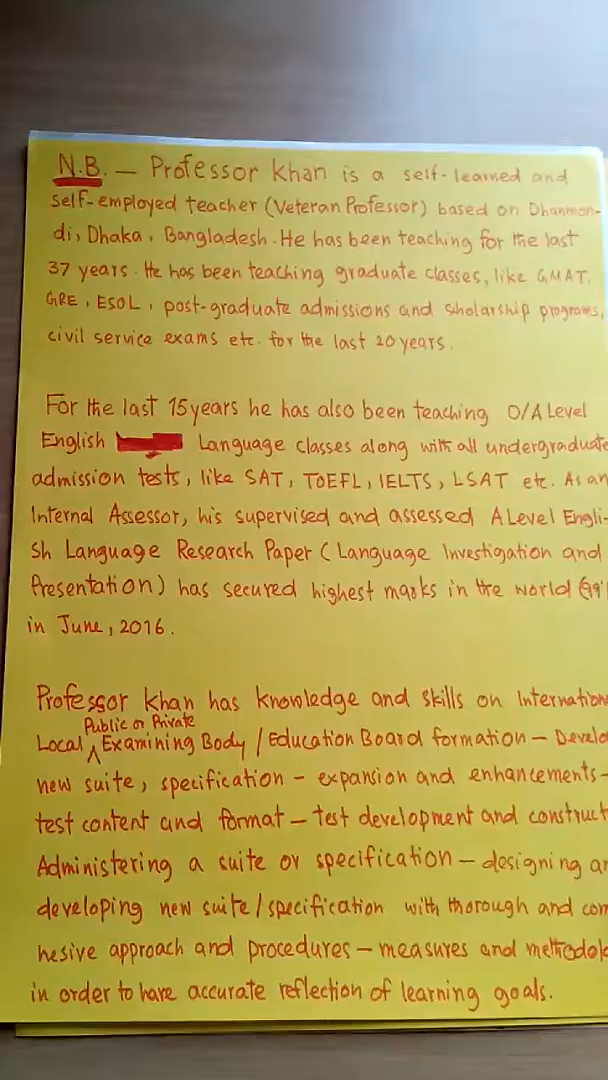 N.B. — Professor Khan is a self-learned and
self-employed teacher (Veteran Professor) based on Dhanmon-
di, Dhaka, Bangladesh. He has been teaching for the last
37 years. He has been teaching graduate classes, like GMAT,
GRE, ESOL, post-graduate admissions and scholarship programs,
civil service exams etc. for the last 20 years.
For the last 15 years he has also been teaching O/A Level
English Language classes along with all undergraduate
admission tests, like SAT, TOEFL, IELTS, LSAT etc. As an
Internal Assessor, his supervised and assessed A Level Engli-
sh Language Research Paper (Language Investigation and
Presentation) has secured highest marks in the world (99
in June, 2016.
Professor Khan has knowledge and skills on Internation
Public or Private
Local Examining Body / Education Board formation — Develo
new suite, specification - expansion and enhancements-
test content and format — test development and construct
Administering a suite or specification — designing an
developing new suite/specification with thorough and com
hesive approach and procedures — measures and methodolo
in order to have accurate reflection of learning goals.